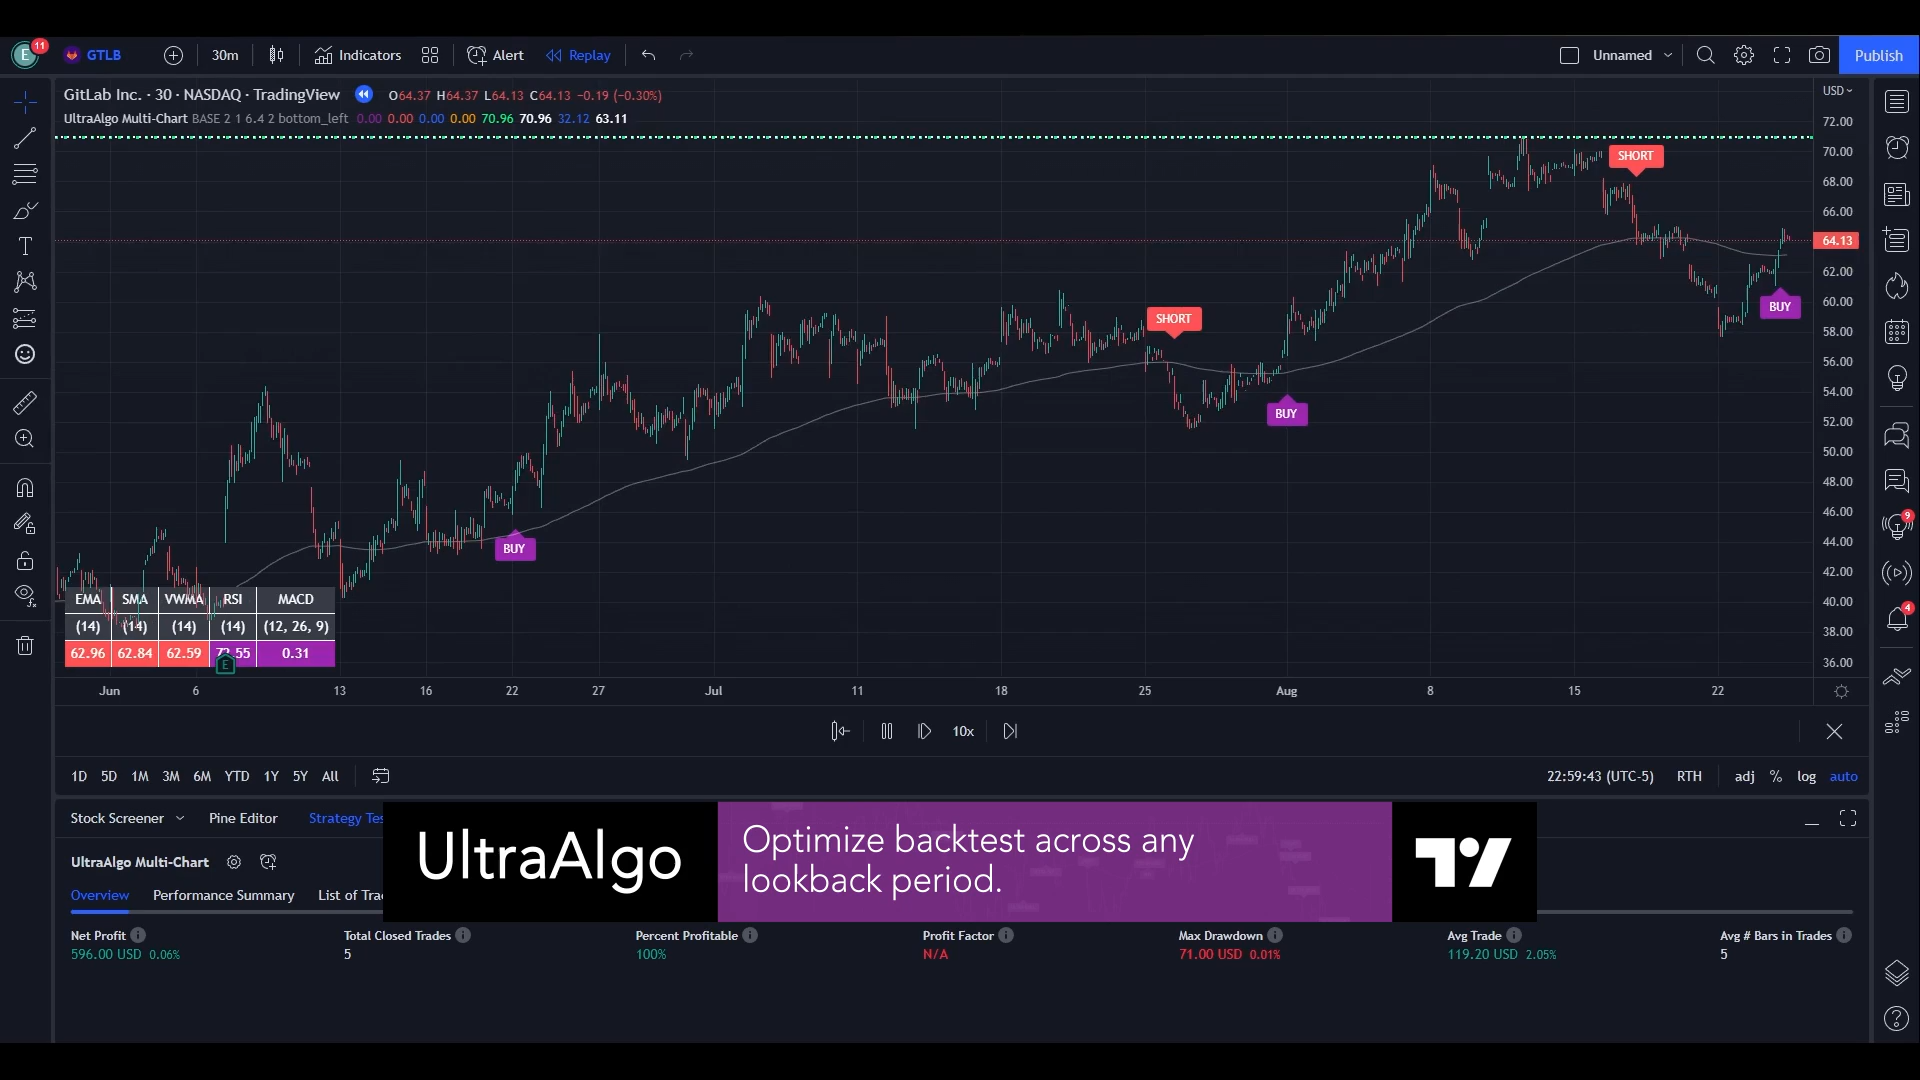 E 11 GTLB 30m Indicators Alert Replay Unnamed Publish
GitLab Inc. · 30 · NASDAQ · TradingView O64.37 H64.37 L64.13 C64.13 −0.19 (−0.30%)
UltraAlgo Multi-Chart BASE 2 1 6.4 2 bottom_left 0.00 0.00 0.00 0.00 70.96 70.96 32.12 63.11
USD
72.00
70.00
SHORT
68.00
66.00
64.13
62.00
BUY
60.00
SHORT
58.00
56.00
54.00
BUY
52.00
50.00
48.00
46.00
BUY
44.00
42.00
40.00
38.00
36.00
EMA SMA VWMA RSI MACD
(14) (14) (14) (14) (12, 26, 9)
62.96 62.84 62.59 72.55 0.31
E
Jun 6 13 16 22 27 Jul 11 18 25 Aug 8 15 22
10x
1D 5D 1M 3M 6M YTD 1Y 5Y All 22:59:43 (UTC-5) RTH adj % log auto
Stock Screener Pine Editor Strategy Tes
UltraAlgo Multi-Chart
Overview Performance Summary List of Tra
UltraAlgo
Optimize backtest across any
lookback period.
Net Profit Total Closed Trades Percent Profitable Profit Factor Max Drawdown Avg Trade Avg # Bars in Trades
596.00 USD 0.06% 5 100% N/A 71.00 USD 0.01% 119.20 USD 2.05% 5
9
4